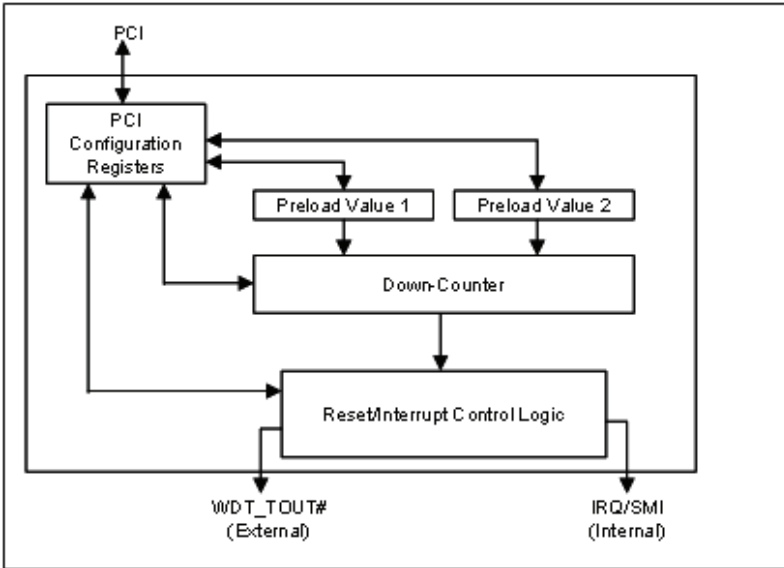 PCI
PCI
Configuration
Registers
Preload Value 1
Preload Value 2
Down-Counter
Reset/Interrupt Control Logic
WDT_TOUT#
(External)
IRQ/SMI
(Internal)